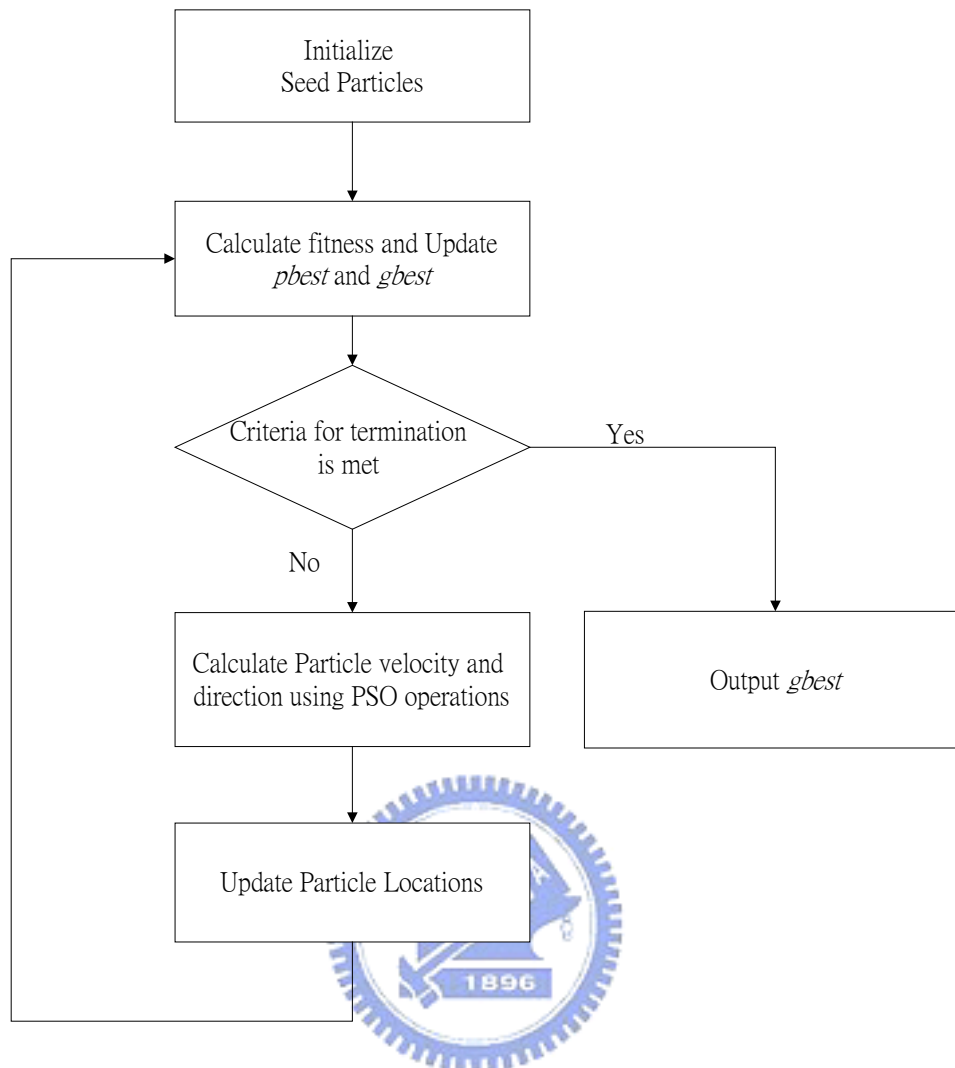 Initialize
Seed Particles
Calculate fitness and Update
pbest and gbest
Criteria for termination
is met
Yes
No
Calculate Particle velocity and
direction using PSO operations
Output gbest
Update Particle Locations
1896